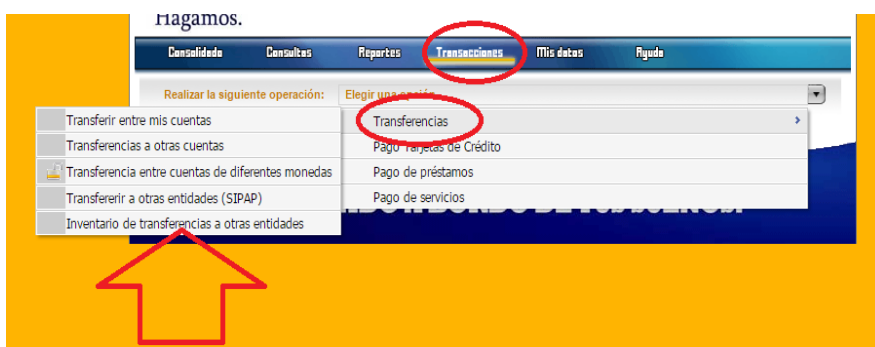 Hagamos.
Consolidado Consultas Reportes Transacciones Mis datos Ayuda
Realizar la siguiente operación: Elegir una opción
Transferir entre mis cuentas
Transferencias a otras cuentas
Transferencia entre cuentas de diferentes monedas
Transfererir a otras entidades (SIPAP)
Inventario de transferencias a otras entidades
Transferencias
Pago Tarjetas de Crédito
Pago de préstamos
Pago de servicios